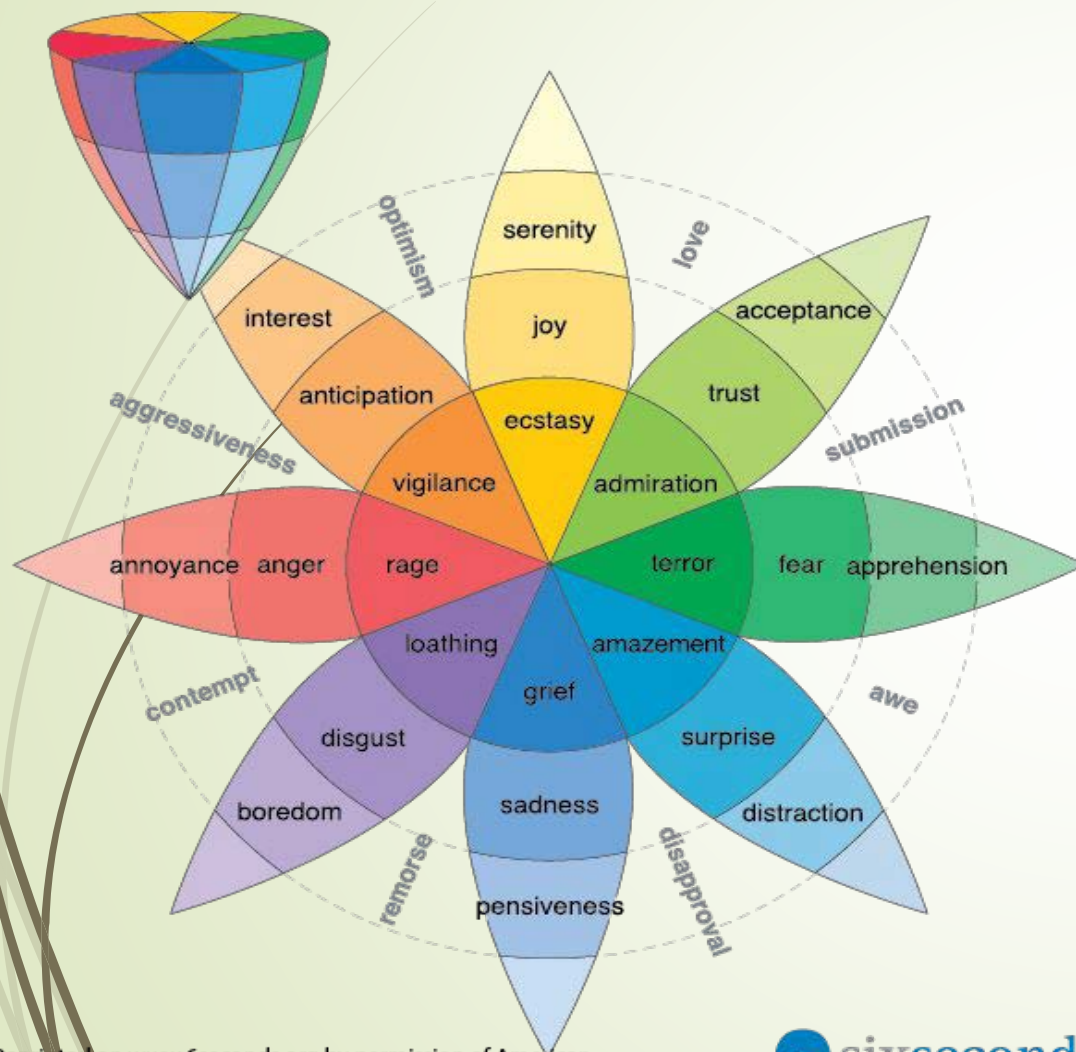 optimism
serenity
love
interest
joy
acceptance
anticipation
trust
aggressiveness
ecstasy
submission
vigilance
admiration
annoyance anger rage terror fear apprehension
loathing
amazement
contempt
grief
awe
disgust
surprise
boredom
sadness
distraction
remorse
pensiveness
disapproval
sixsecond